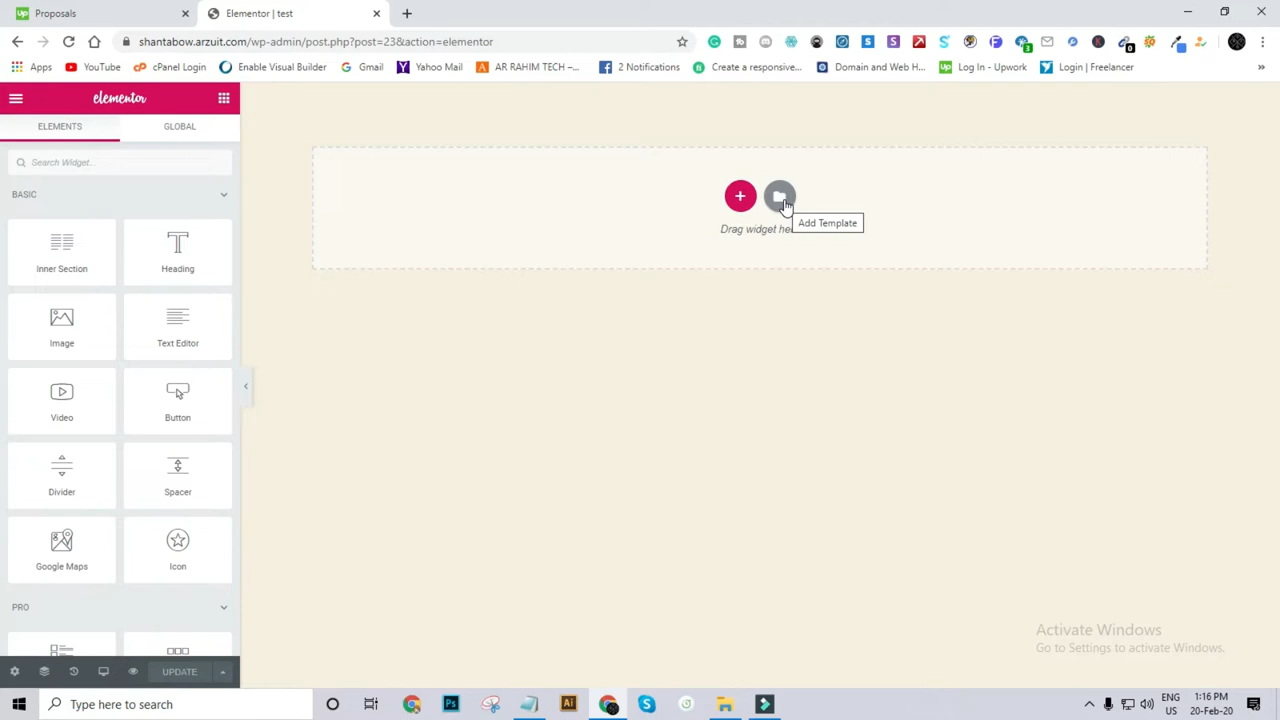 Proposals
Elementor | test
shantabow.arzuit.com/wp-admin/post.php?post=23&action=elementor
Apps
YouTube
cPanel Login
Enable Visual Builder
Gmail
Yahoo Mail
AR RAHIM TECH –...
2 Notifications
Create a responsive...
Domain and Web H...
Log In - Upwork
Login | Freelancer
»
elementor
ELEMENTS
GLOBAL
Search Widget...
BASIC
Inner Section
Heading
Image
Text Editor
Video
Button
Divider
Spacer
Google Maps
Icon
PRO
UPDATE
Drag widget he
Add Template
Activate Windows
Go to Settings to activate Windows.
Type here to search
ENG
US
1:16 PM
20-Feb-20